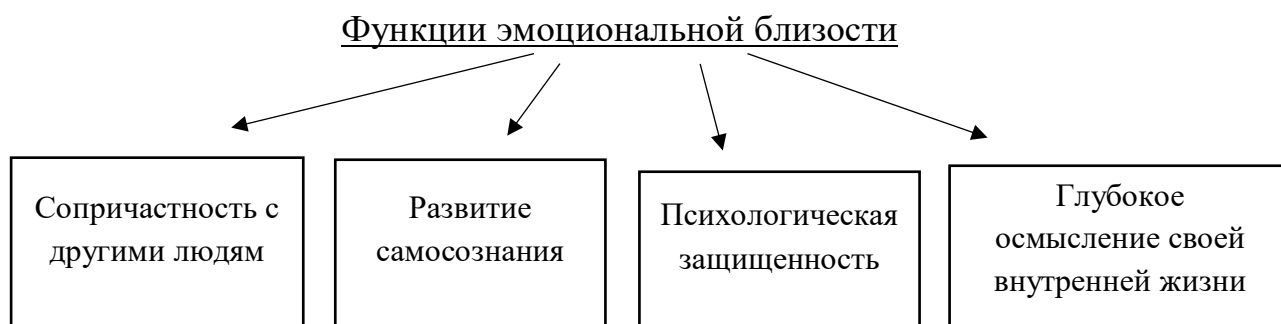 Функции эмоциональной близости
Сопричастность с
другими людям
Развитие
самосознания
Психологическая
защищенность
Глубокое
осмысление своей
внутренней жизни